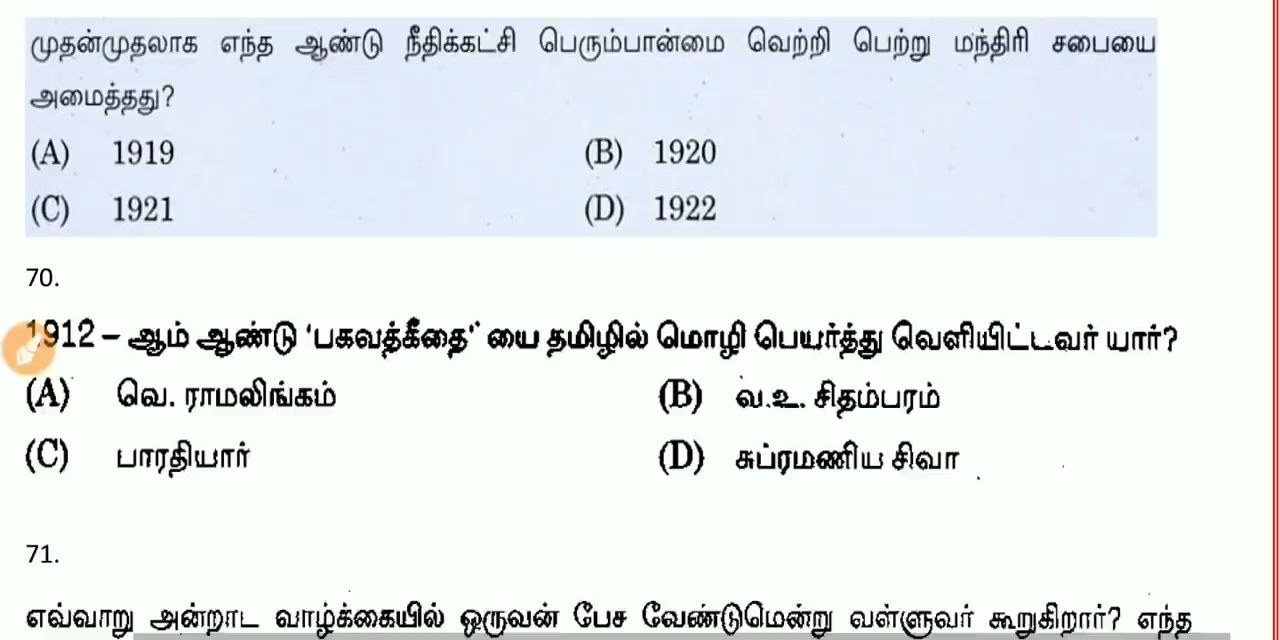 முதன்முதலாக எந்த ஆண்டு நீதிக்கட்சி பெரும்பான்மை வெற்றி பெற்று மந்திரி சபையை
அமைத்தது?
(A) 1919 (B) 1920
(C) 1921 (D) 1922
70.
1912 – ஆம் ஆண்டு 'பகவத்கீதை' யை தமிழில் மொழி பெயர்த்து வெளியிட்டவர் யார்?
(A) வெ. ராமலிங்கம் (B) வ.உ. சிதம்பரம்
(C) பாரதியார் (D) சுப்ரமணிய சிவா
71.
எவ்வாறு அன்றாட வாழ்க்கையில் ஒருவன் பேச வேண்டுமென்று வள்ளுவர் கூறுகிறார்? எந்த